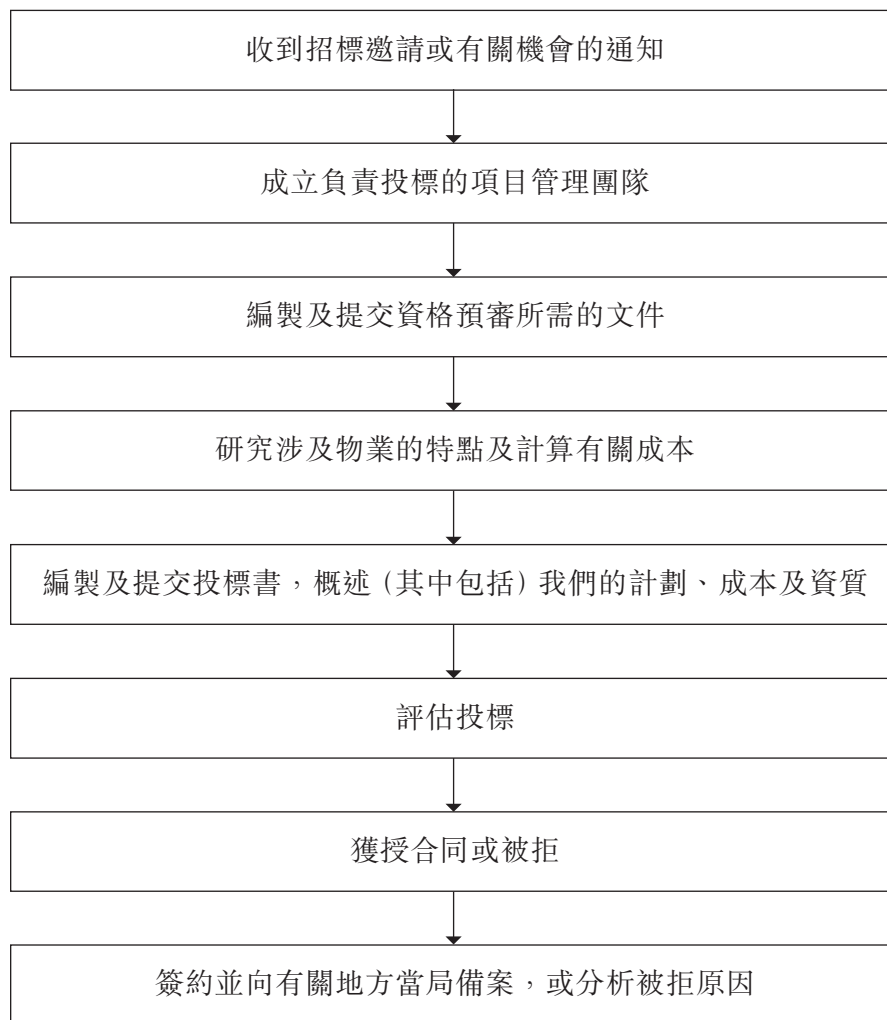 收到招標邀請或有關機會的通知
成立負責投標的項目管理團隊
編製及提交資格預審所需的文件
研究涉及物業的特點及計算有關成本
編製及提交投標書，概述（其中包括）我們的計劃、成本及資質
評估投標
獲授合同或被拒
簽約並向有關地方當局備案，或分析被拒原因